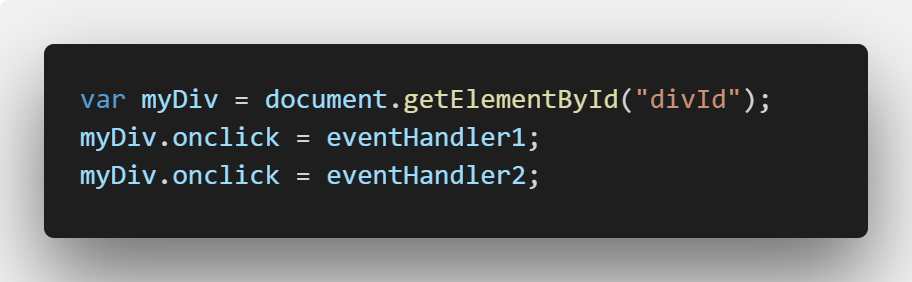 var myDiv = document.getElementById("divId");
myDiv.onclick = eventHandler1;
myDiv.onclick = eventHandler2;